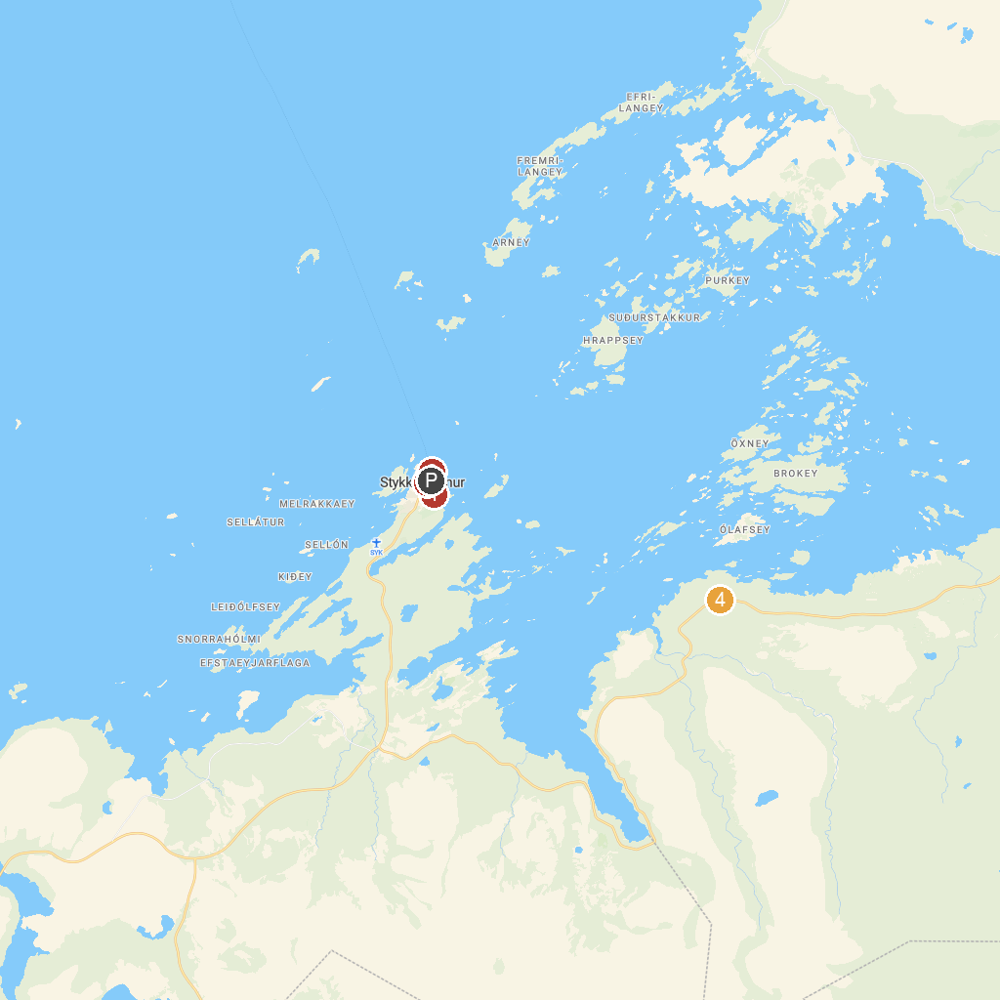 EFRI-
LANGEY
FREMRI-
LANGEY
ARNEY
PURKEY
SUÐURSTAKKUR
HRAPPSEY
ÖXNEY
BROKEY
P
MELRAKKAEY
SELLÁTUR
ÓLAFSEY
SELLÓN
SYK
KIÐEY
4
LEIÐÓLFSEY
SNORRAHÓLMI
EFSTAEYJARFLAGA